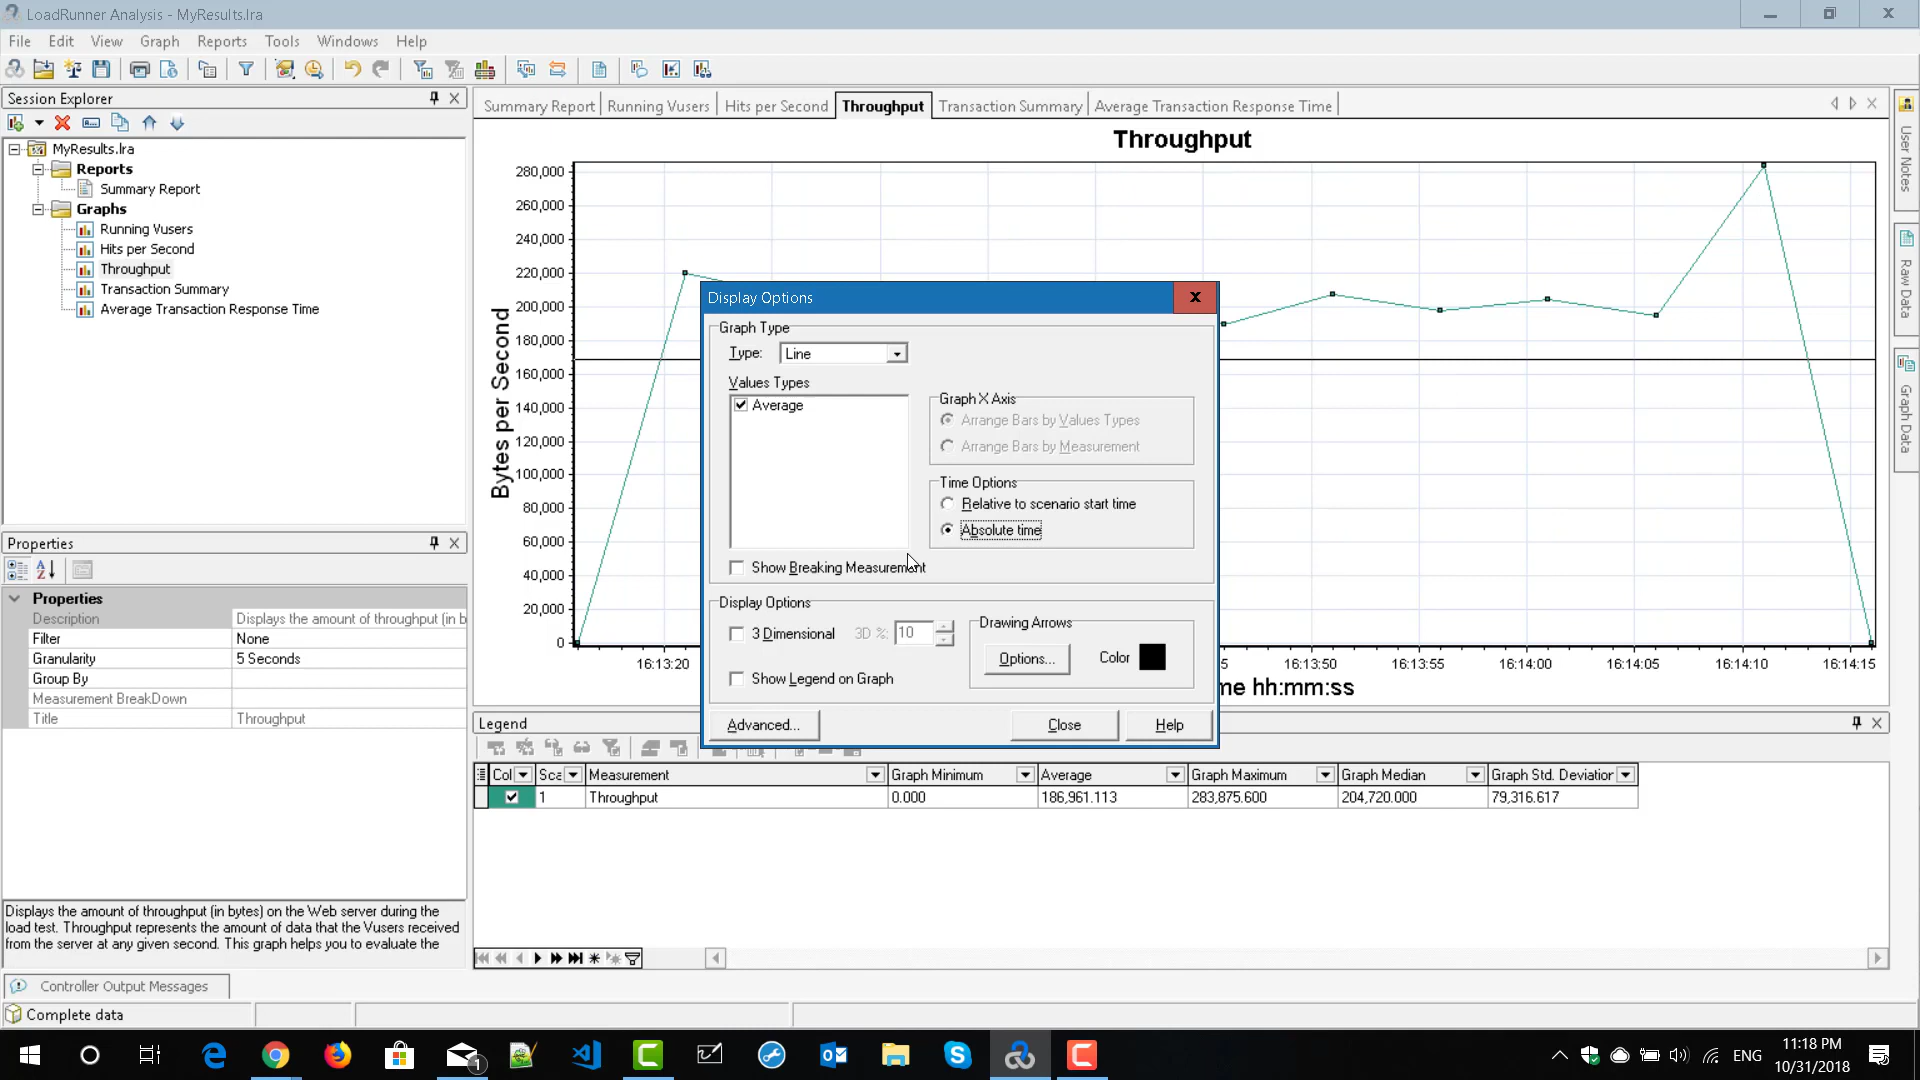 LoadRunner Analysis - MyResults.lra
File Edit View Graph Reports Tools Windows Help
Session Explorer
MyResults.lra
Reports
Summary Report
Graphs
Running Vusers
Hits per Second
Throughput
Transaction Summary
Average Transaction Response Time
Properties
Properties
Description Displays the amount of throughput (in b
Filter None
Granularity 5 Seconds
Group By
Measurement BreakDown
Title Throughput
Displays the amount of throughput (in bytes) on the Web server during the
load test. Throughput represents the amount of data that the Vusers received
from the server at any given second. This graph helps you to evaluate the
Controller Output Messages
Complete data
Summary Report Running Vusers Hits per Second Throughput Transaction Summary Average Transaction Response Time
Throughput
Bytes per Second
280,000
260,000
240,000
220,000
200,000
180,000
160,000
140,000
120,000
100,000
80,000
60,000
40,000
20,000
0
16:13:20 5 16:13:50 16:13:55 16:14:00 16:14:05 16:14:10 16:14:15
me hh:mm:ss
Display Options
Graph Type
Type: Line
Values Types
Average
Graph X Axis
Arrange Bars by Values Types
Arrange Bars by Measurement
Time Options
Relative to scenario start time
Absolute time
Show Breaking Measurement
Display Options
3 Dimensional 3D %: 10
Show Legend on Graph
Drawing Arrows
Options... Color
Advanced... Close Help
Legend
Col Sca Measurement Graph Minimum Average Graph Maximum Graph Median Graph Std. Deviation
1 Throughput 0.000 186,961.113 283,875.600 204,720.000 79,316.617
User Notes
Raw Data
Graph Data
1
ENG
11:18 PM
10/31/2018